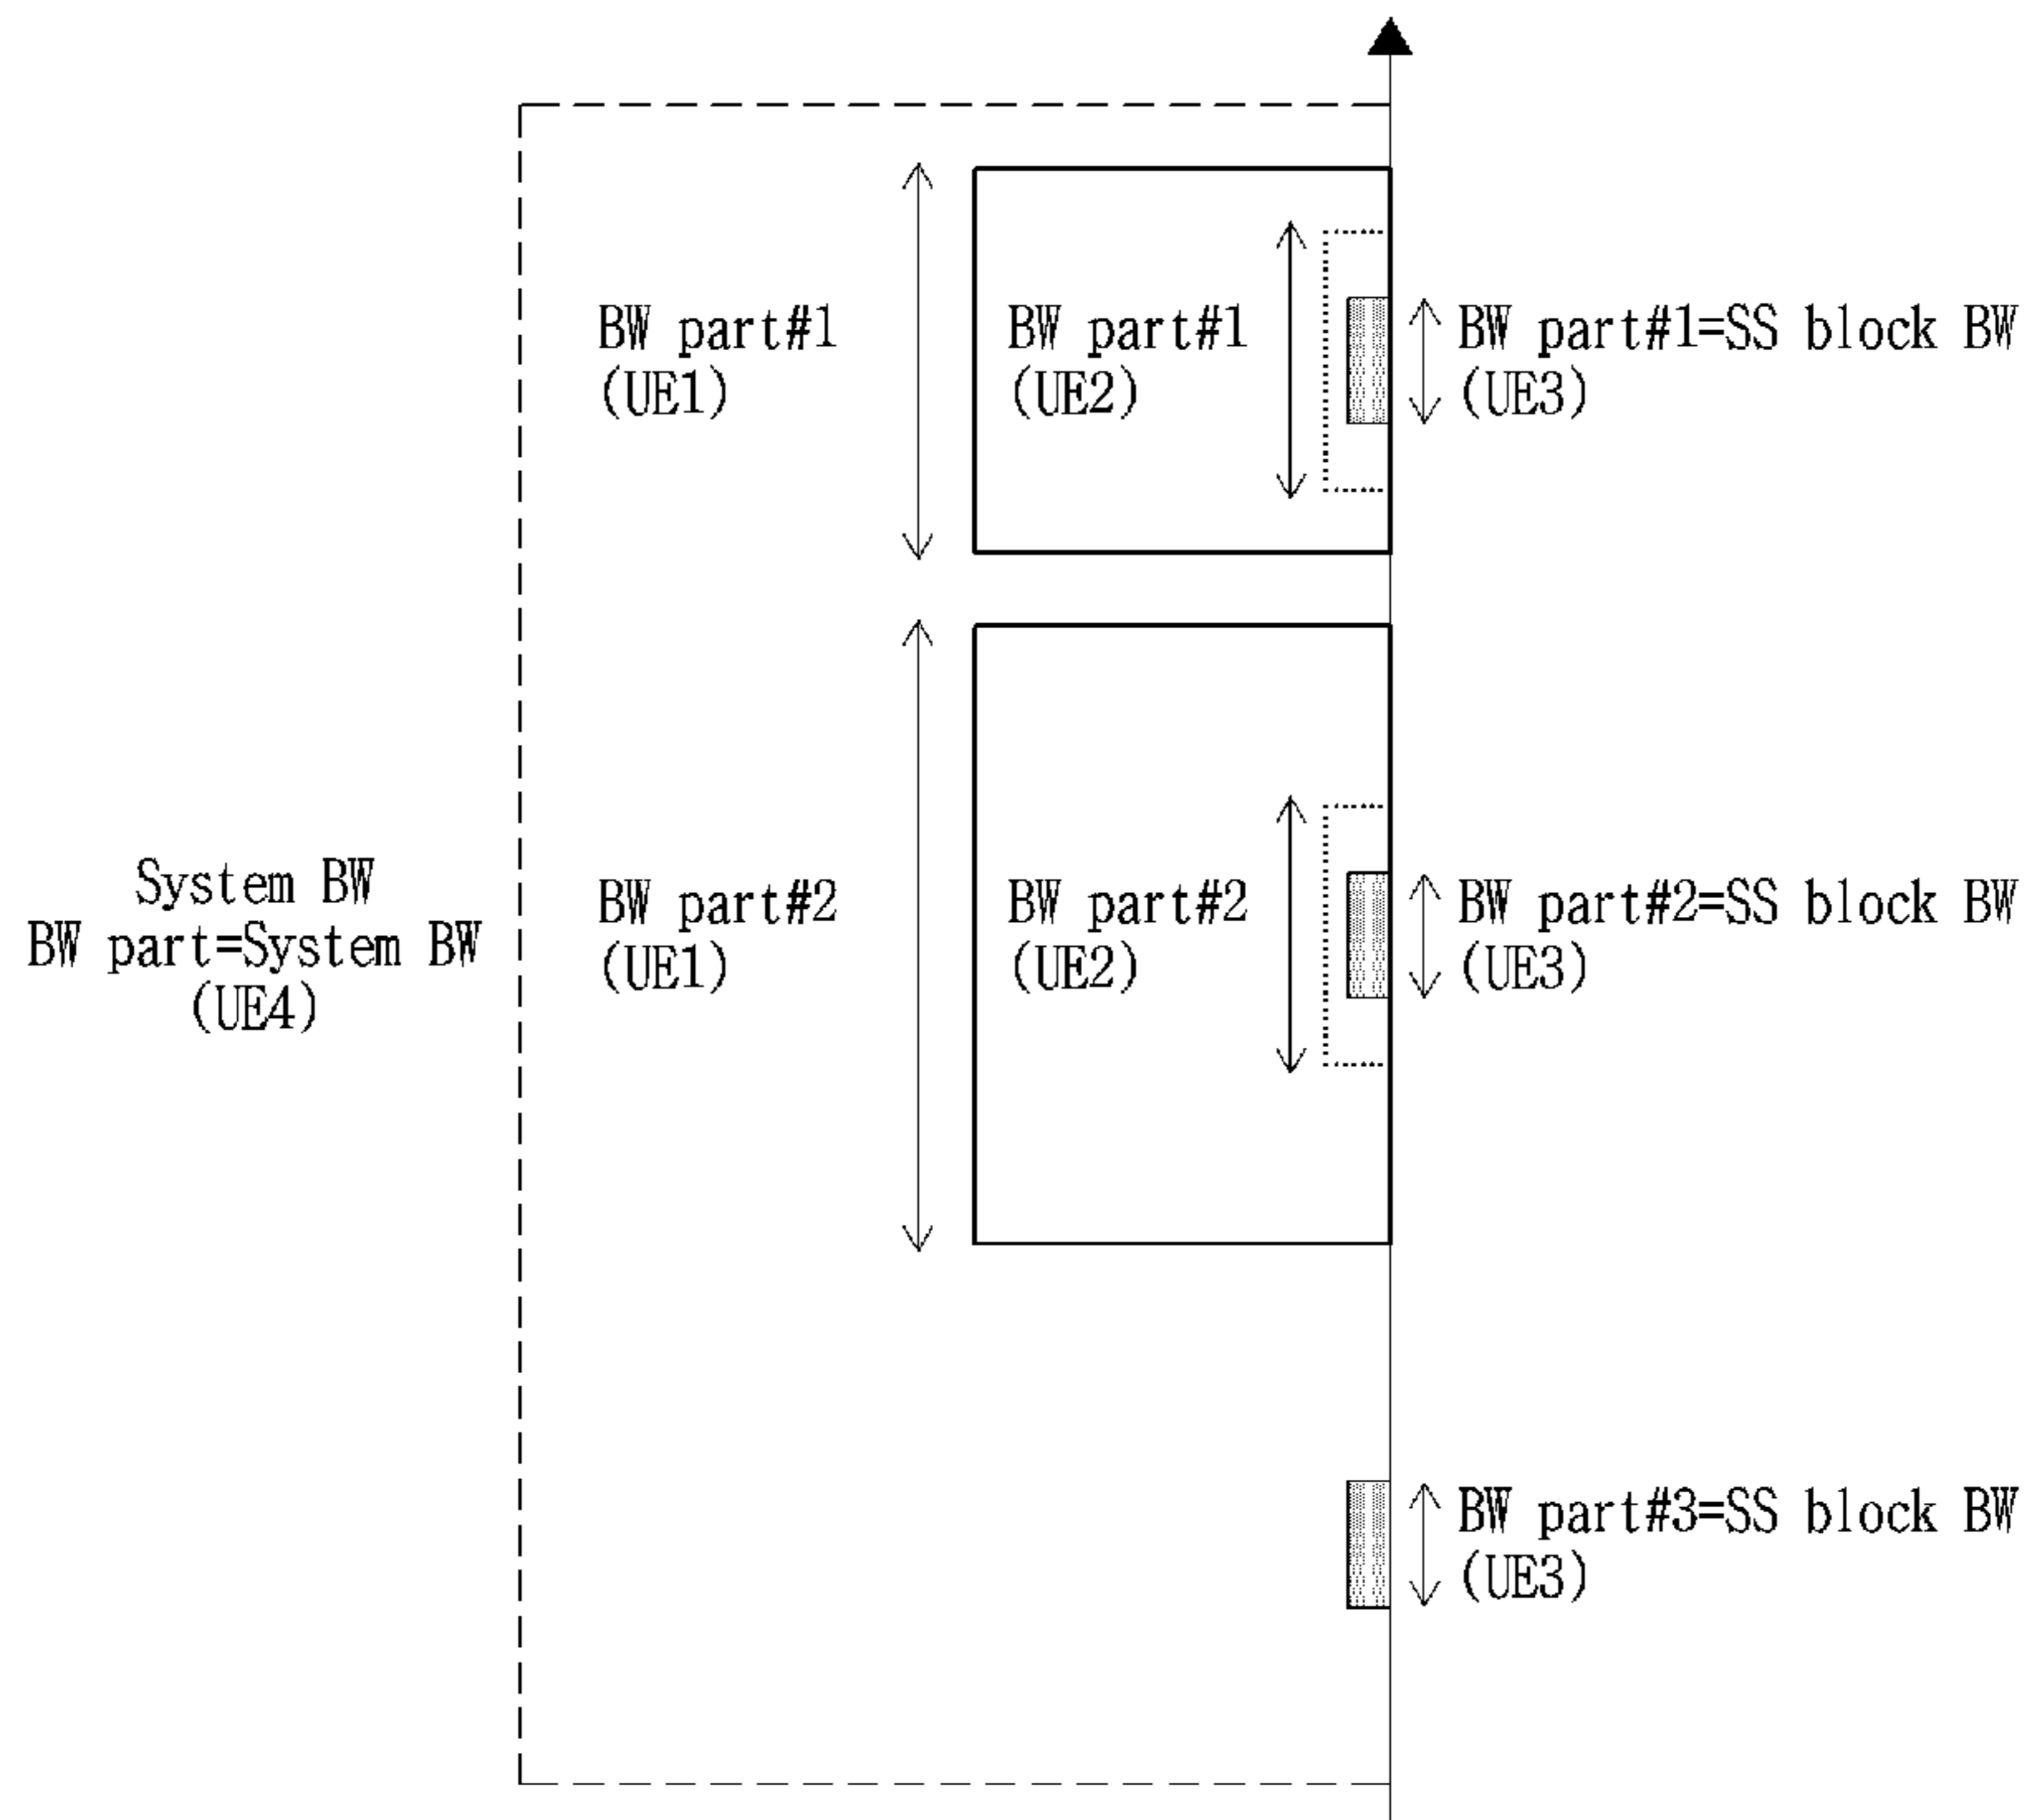 BW part#1
(UE1)
BW part#1
(UE2)
BW part#1=SS block BW
(UE3)
System BW
BW part=System BW
(UE4)
BW part#2
(UE1)
BW part#2
(UE2)
BW part#2=SS block BW
(UE3)
BW part#3=SS block BW
(UE3)